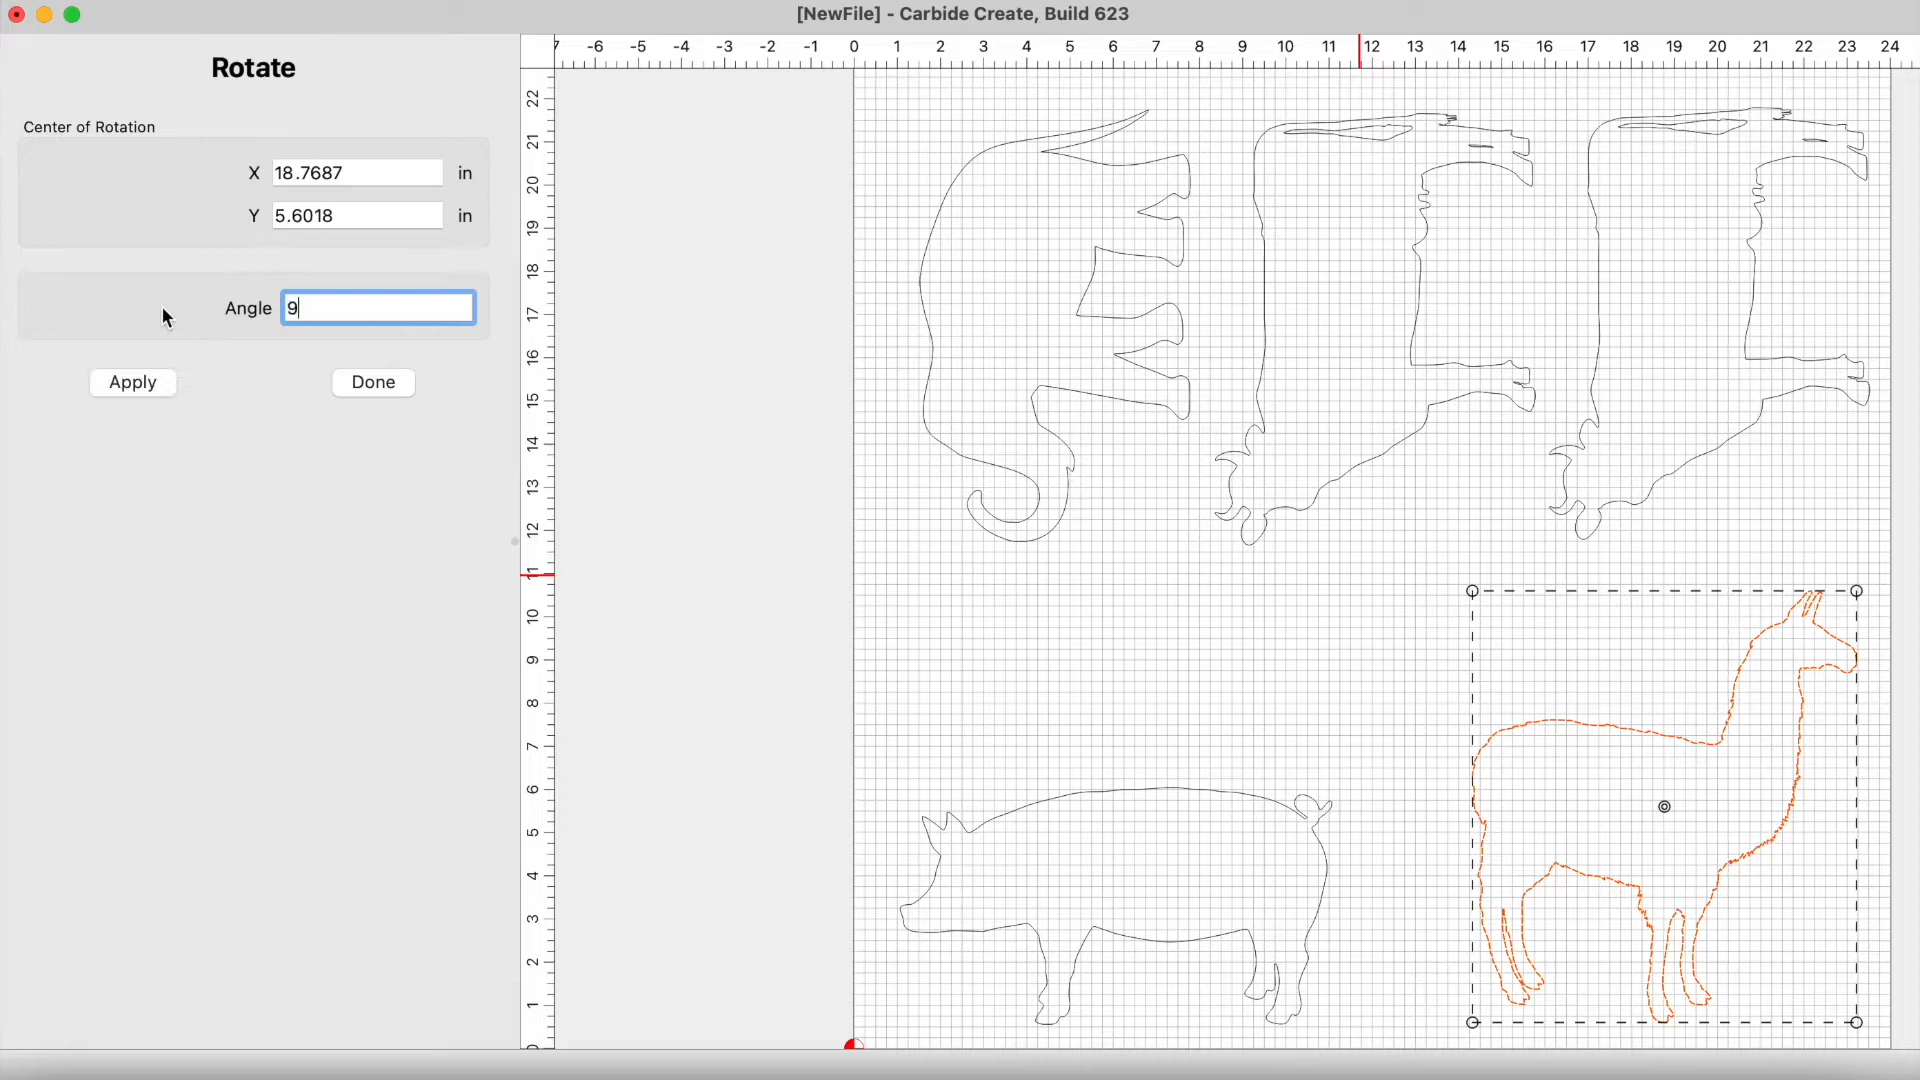 [NewFile] - Carbide Create, Build 623
Rotate
Center of Rotation
X 18.7687 in
Y 5.6018 in
Angle 9
Apply Done
7 -6 -5 -4 -3 -2 -1 0 1 2 3 4 5 6 7 8 9 10 11 12 13 14 15 16 17 18 19 20 21 22 23 24
22
21
20
19
18
17
16
15
14
13
12
11
10
9
8
7
6
5
4
3
2
1
0